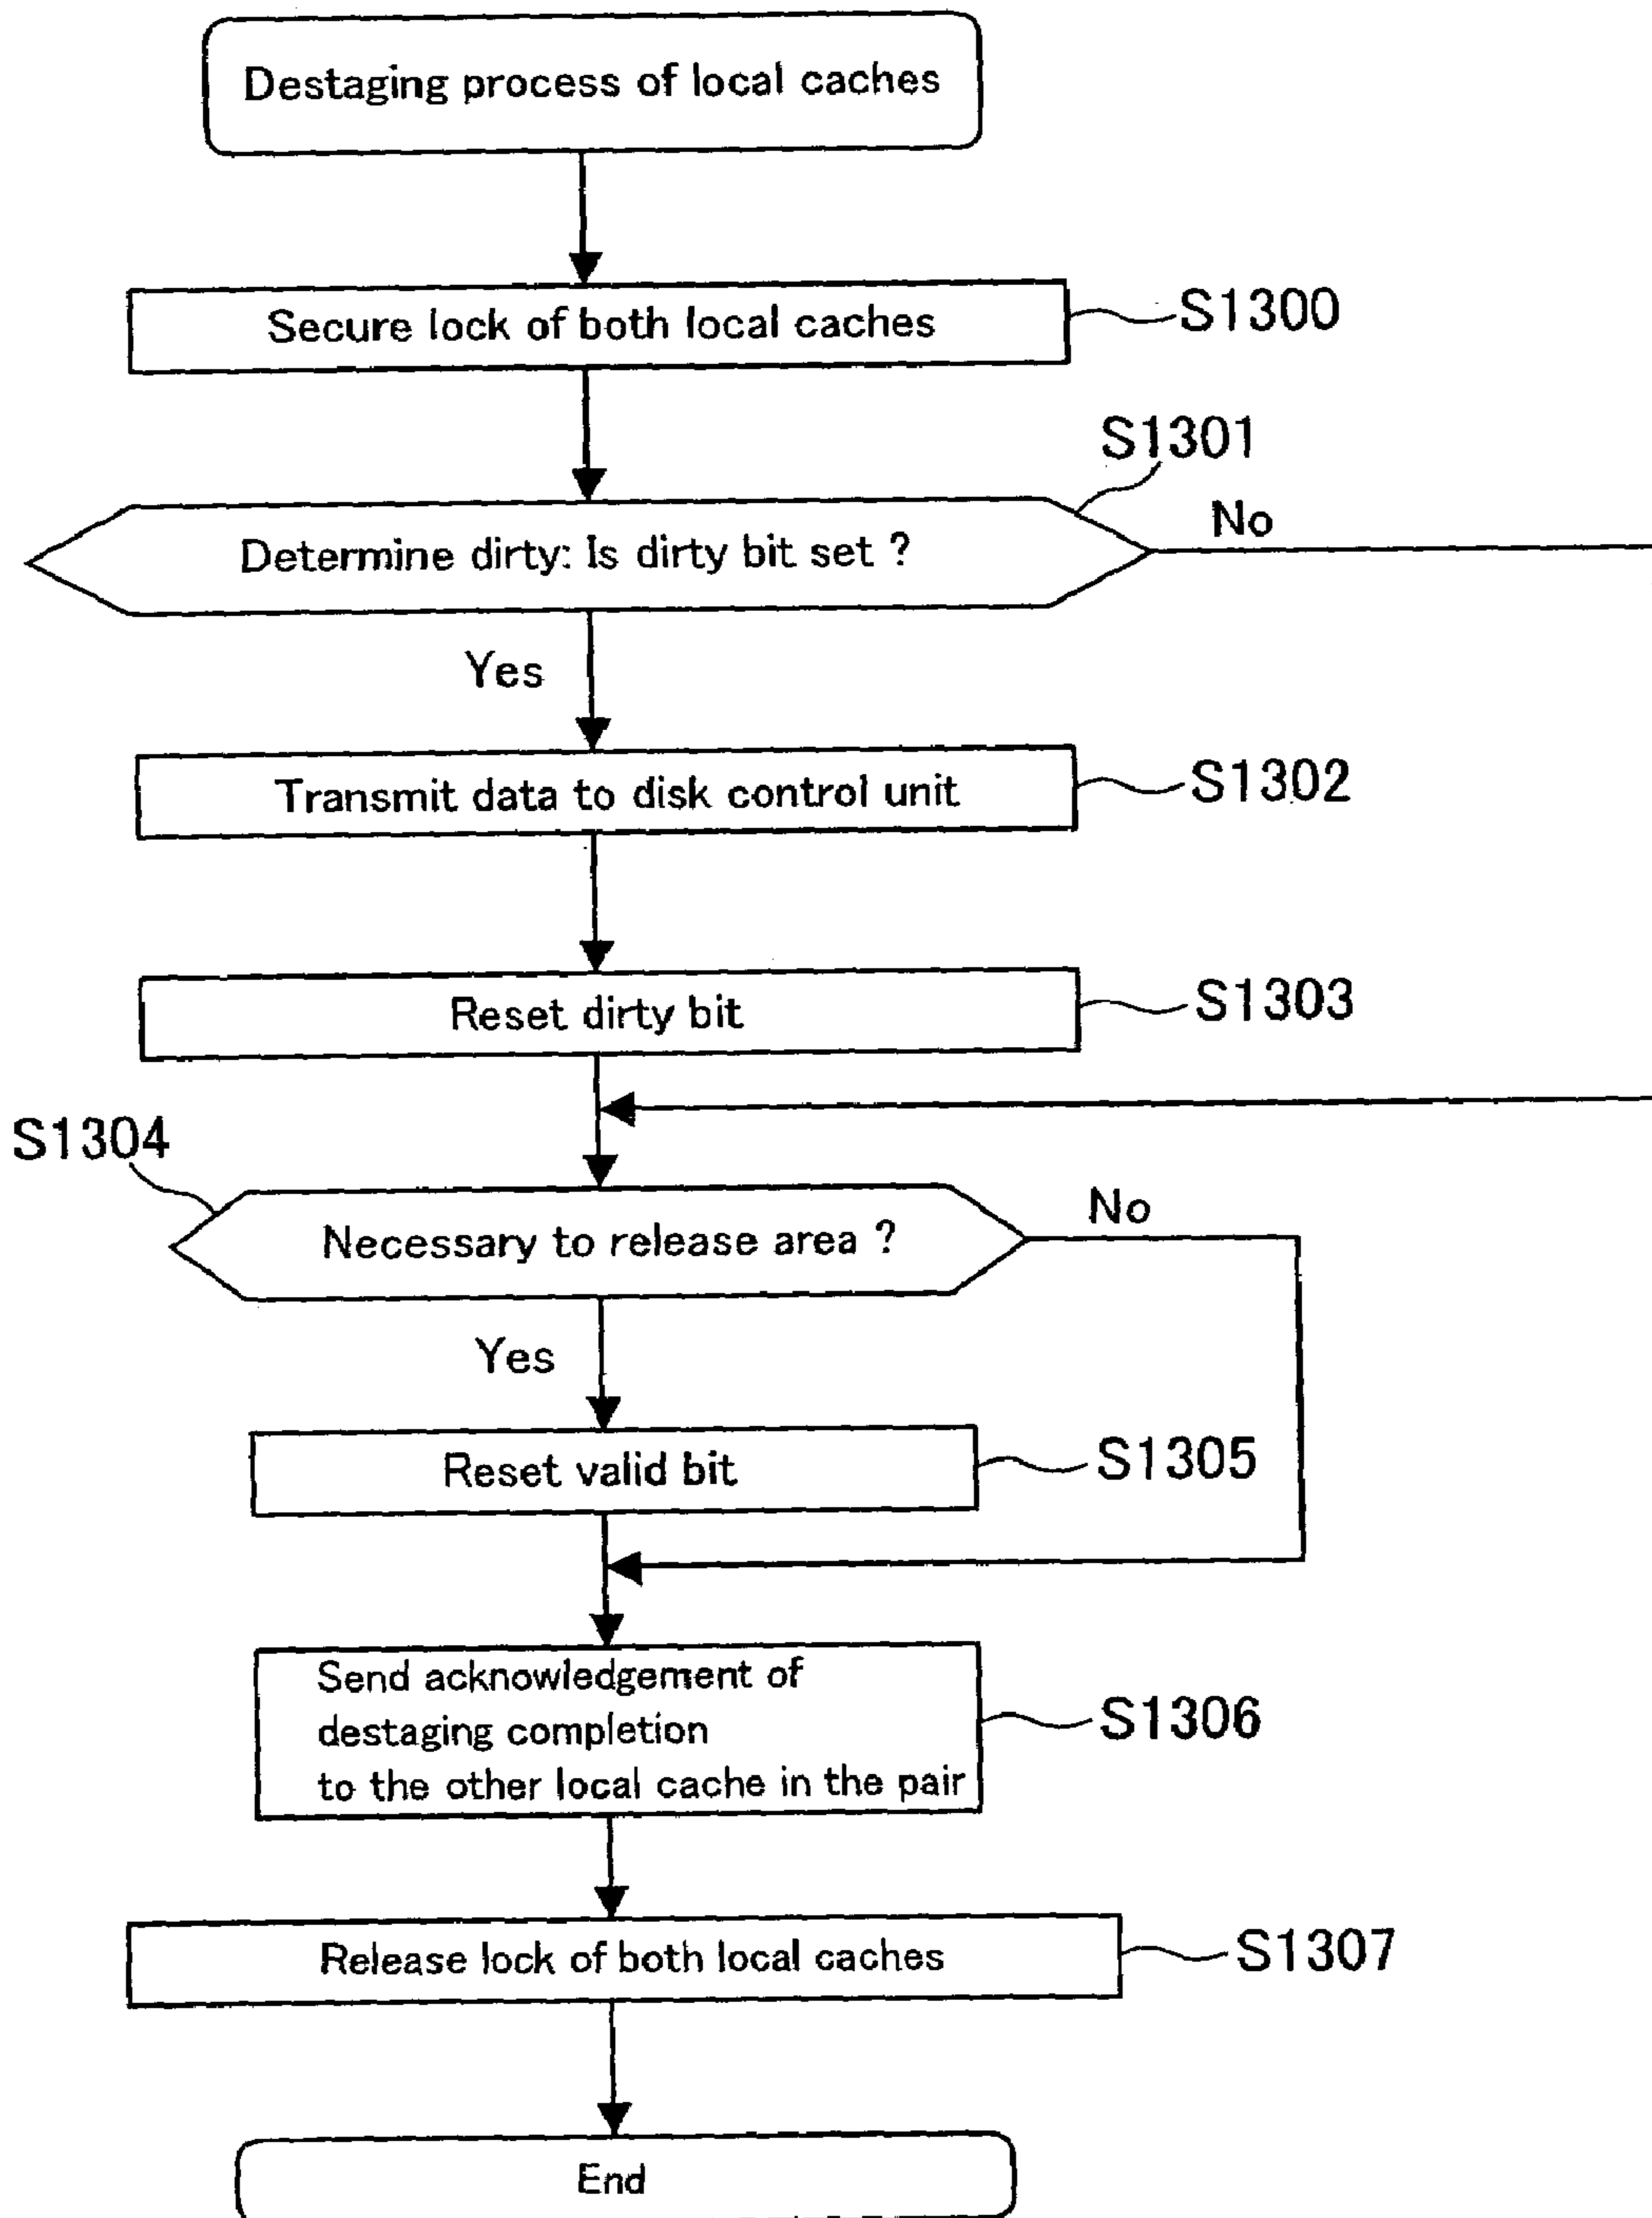 Destaging process of local caches
Secure lock of both local caches
S1300
S1301
Determine dirty: Is dirty bit set ?
No
Yes
Transmit data to disk control unit
S1302
Reset dirty bit
S1303
S1304
Necessary to release area ?
No
Yes
Reset valid bit
S1305
Send acknowledgement of
destaging completion
to the other local cache in the pair
S1306
Release lock of both local caches
S1307
End